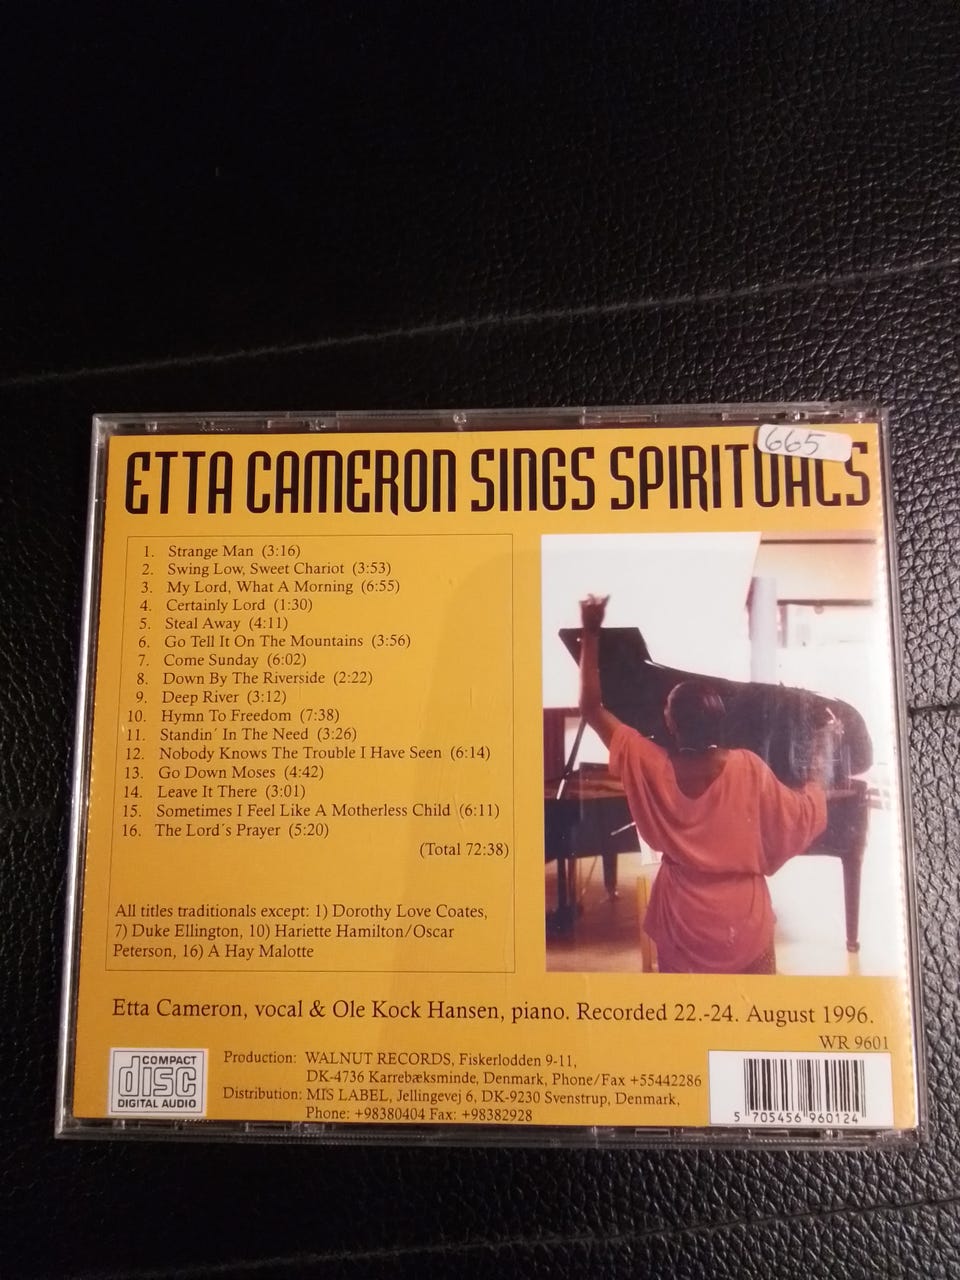 665
ETTA CAMERON SINGS SPIRITUALS
1. Strange Man (3:16)
2. Swing Low, Sweet Chariot (3:53)
3. My Lord, What A Morning (6:55)
4. Certainly Lord (1:30)
5. Steal Away (4:11)
6. Go Tell It On The Mountains (3:56)
7. Come Sunday (6:02)
8. Down By The Riverside (2:22)
9. Deep River (3:12)
10. Hymn To Freedom (7:38)
11. Standin´ In The Need (3:26)
12. Nobody Knows The Trouble I Have Seen (6:14)
13. Go Down Moses (4:42)
14. Leave It There (3:01)
15. Sometimes I Feel Like A Motherless Child (6:11)
16. The Lord´s Prayer (5:20)
(Total 72:38)
All titles traditionals except: 1) Dorothy Love Coates,
7) Duke Ellington, 10) Hariette Hamilton/Oscar
Peterson, 16) A Hay Malotte
Etta Cameron, vocal & Ole Kock Hansen, piano. Recorded 22.-24. August 1996.
WR 9601
COMPACT
disc
DIGITAL AUDIO
Production: WALNUT RECORDS, Fiskerlodden 9-11,
DK-4736 Karrebæksminde, Denmark, Phone/Fax +55442286
Distribution: MIS LABEL, Jellingevej 6, DK-9230 Svenstrup, Denmark,
Phone: +98380404 Fax: +98382928
5 705456 960124